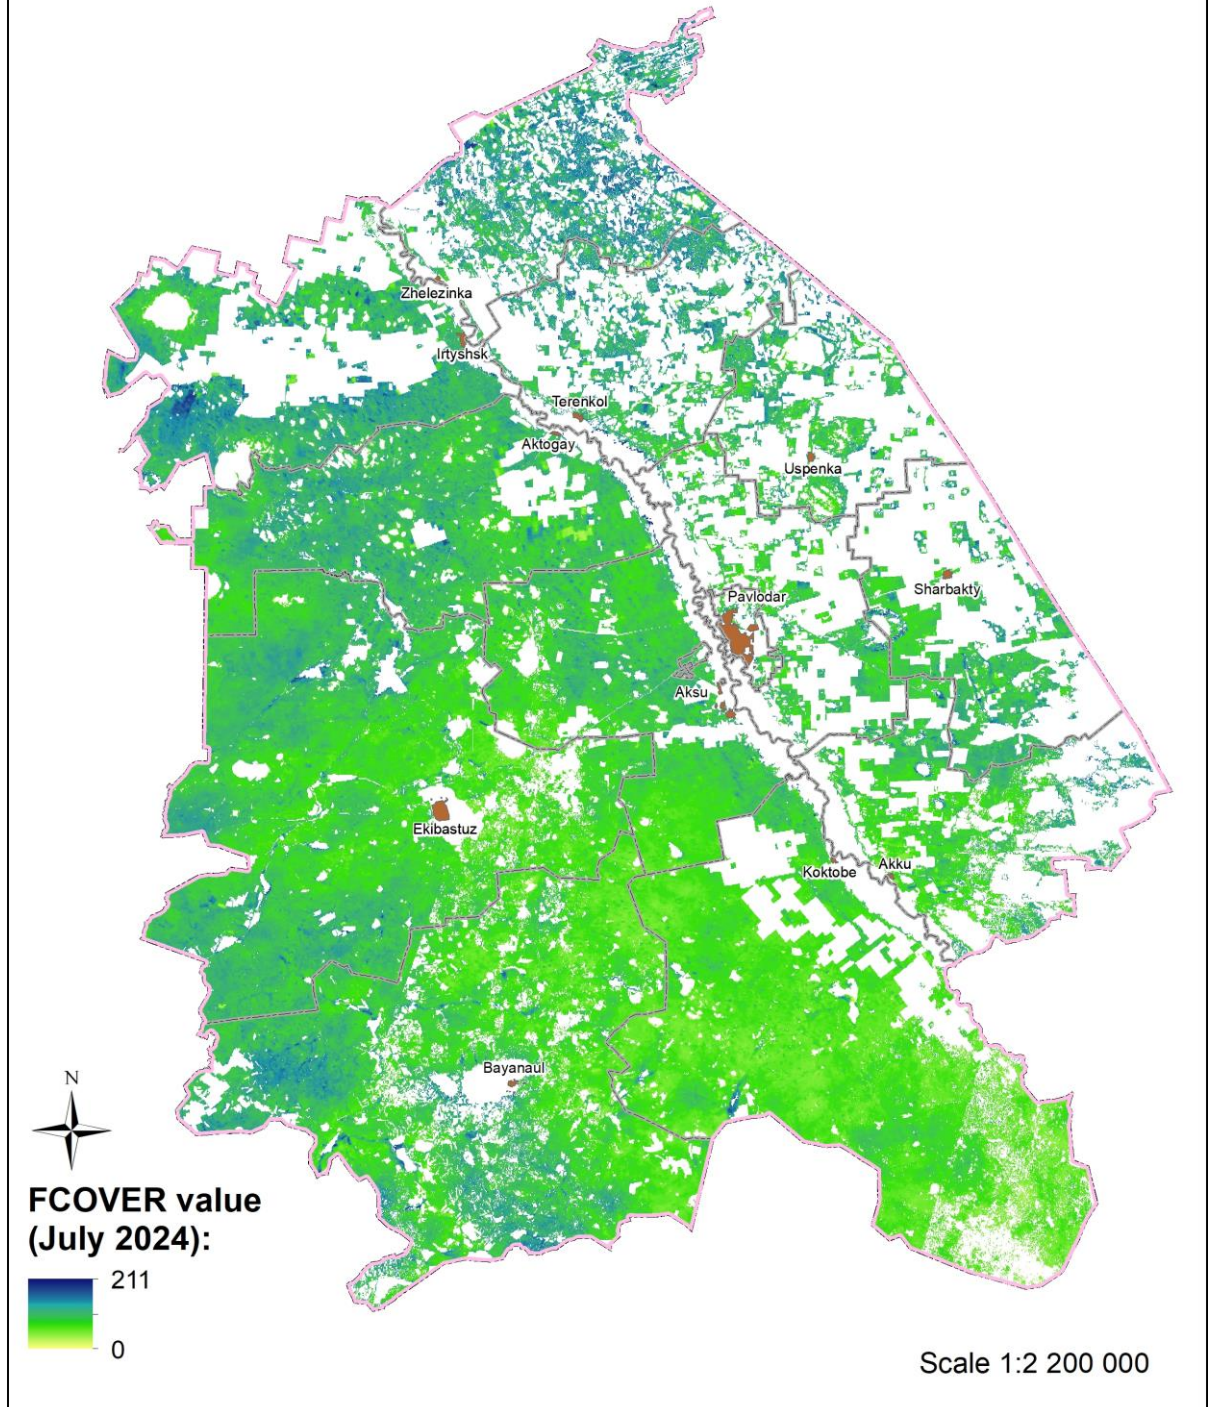 Zhelezinka
Irtyshsk
Terenkol
Aktogay
Uspenka
Sharbakty
Pavlodar
Aksu
Ekibastuz
Koktobe
Akku
Bayanaul
N
FCOVER value
(July 2024):
211
0
Scale 1:2 200 000